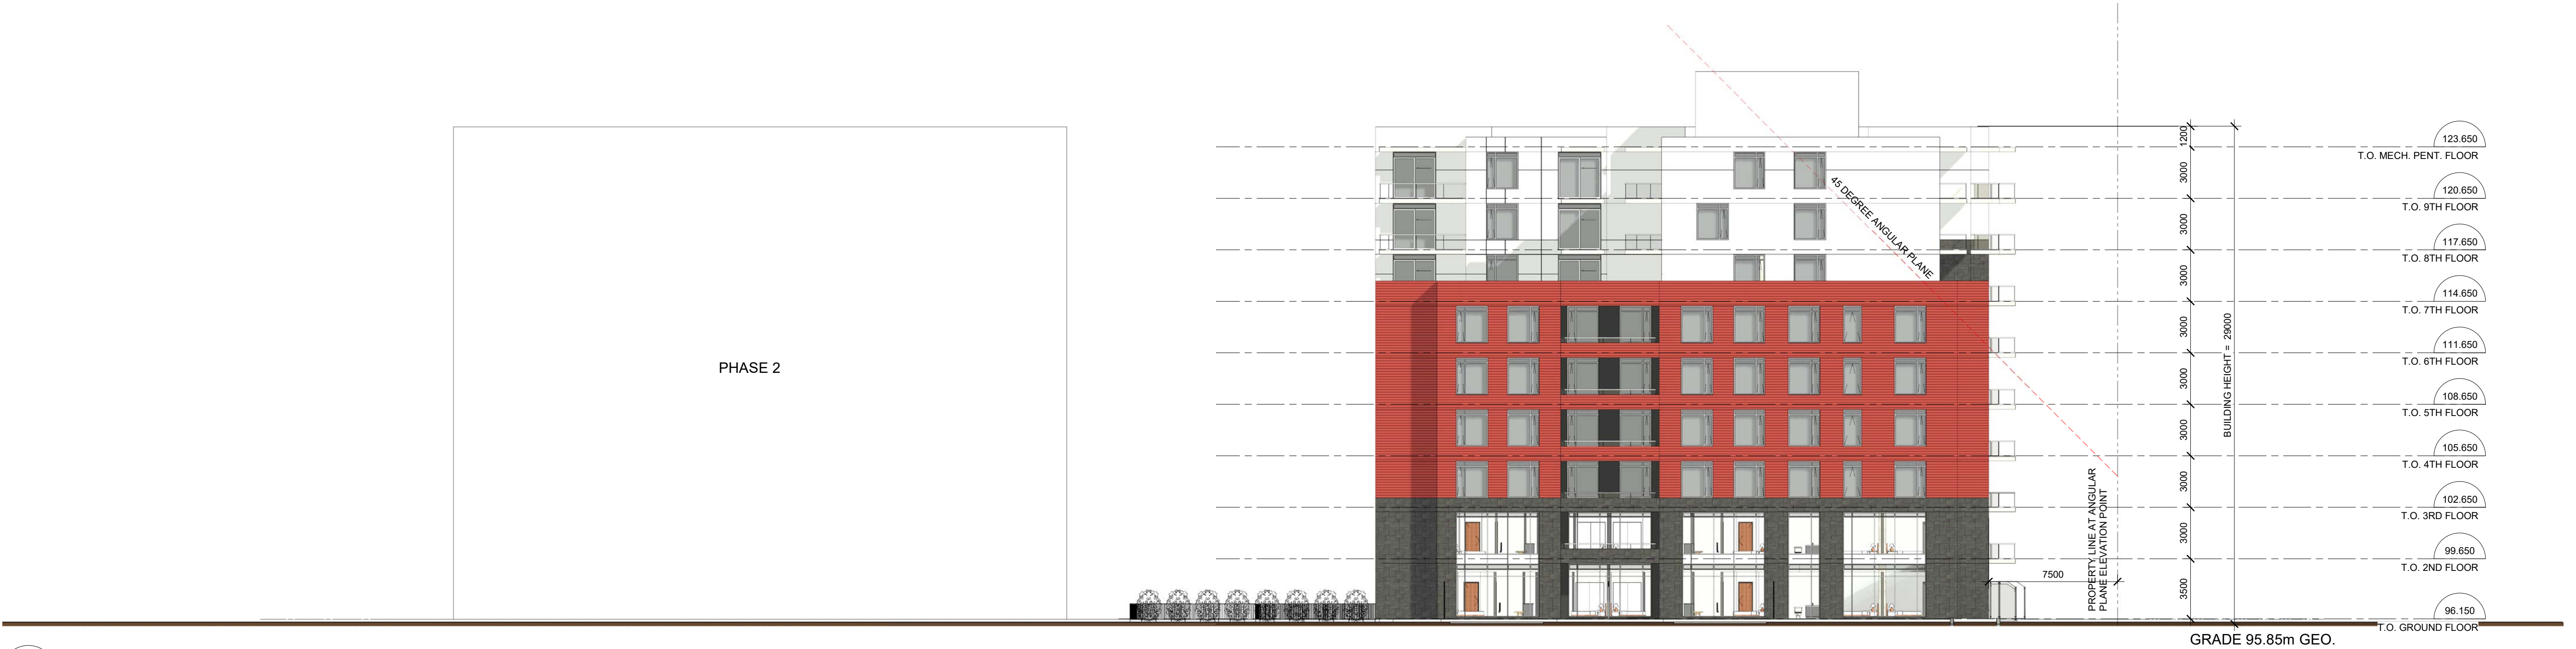 1200
123.650
T.O. MECH. PENT. FLOOR
3000
45 DEGREE ANGULAR PLANE
120.650
T.O. 9TH FLOOR
3000
117.650
T.O. 8TH FLOOR
3000
114.650
T.O. 7TH FLOOR
3000
BUILDING HEIGHT = 29000
111.650
T.O. 6TH FLOOR
PHASE 2
3000
108.650
T.O. 5TH FLOOR
3000
105.650
T.O. 4TH FLOOR
3000
102.650
T.O. 3RD FLOOR
PROPERTY LINE AT ANGULAR
PLANE ELEVATION POINT
3000
99.650
T.O. 2ND FLOOR
7500
3500
96.150
T.O. GROUND FLOOR
GRADE 95.85m GEO.